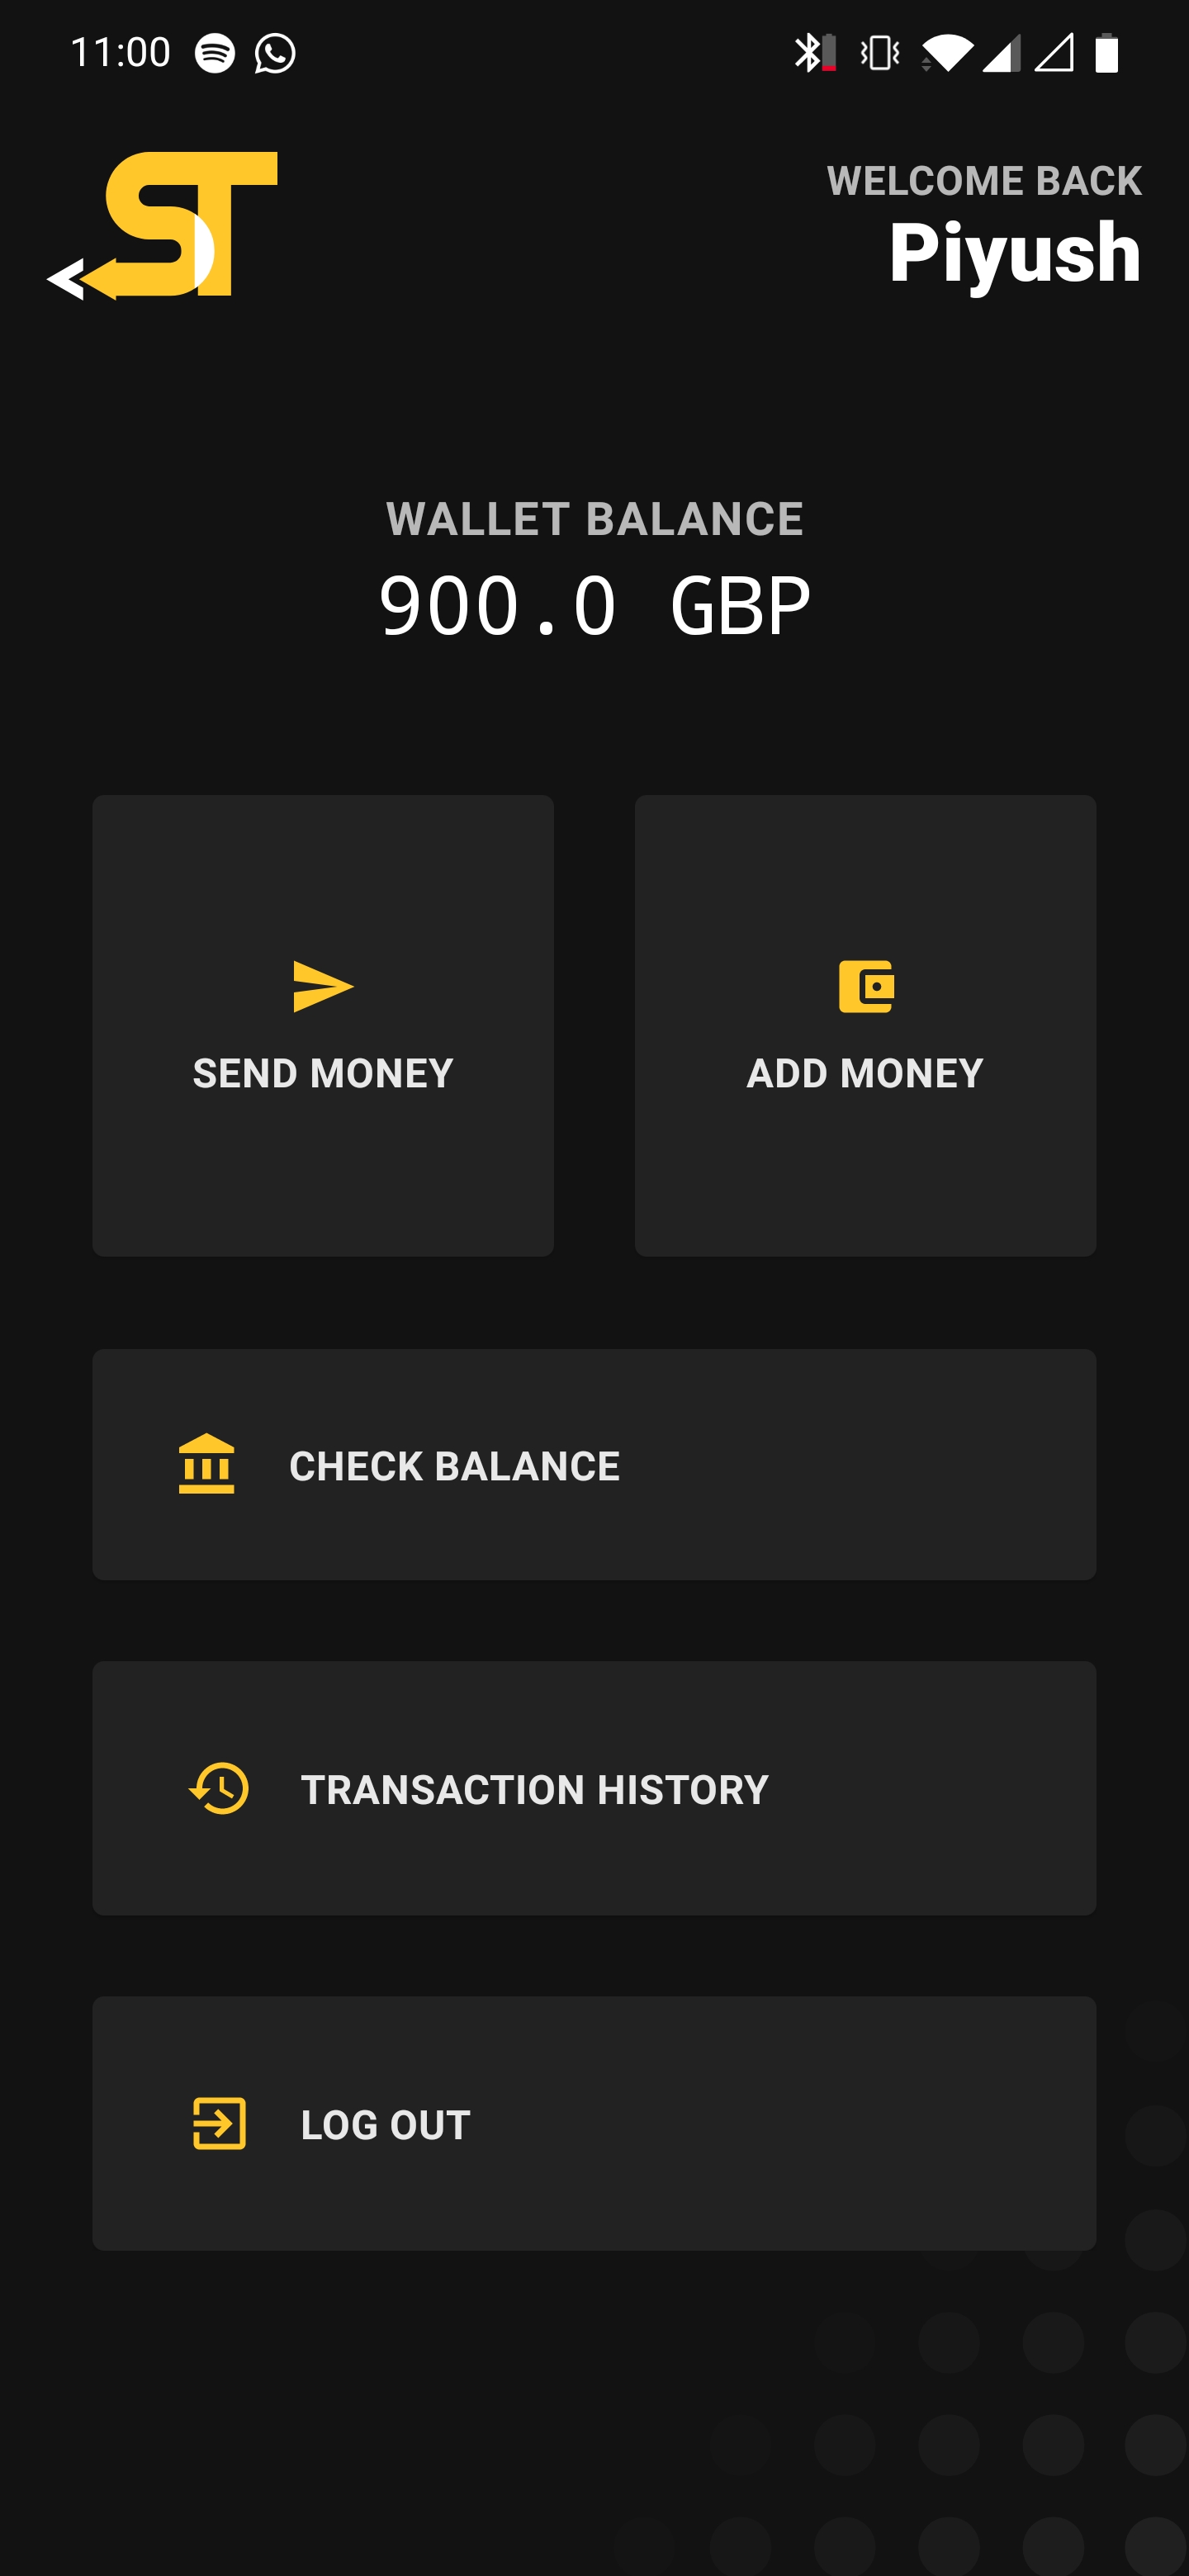 11:00
ST
WELCOME BACK
Piyush
WALLET BALANCE
900.0 GBP
SEND MONEY
ADD MONEY
CHECK BALANCE
TRANSACTION HISTORY
LOG OUT